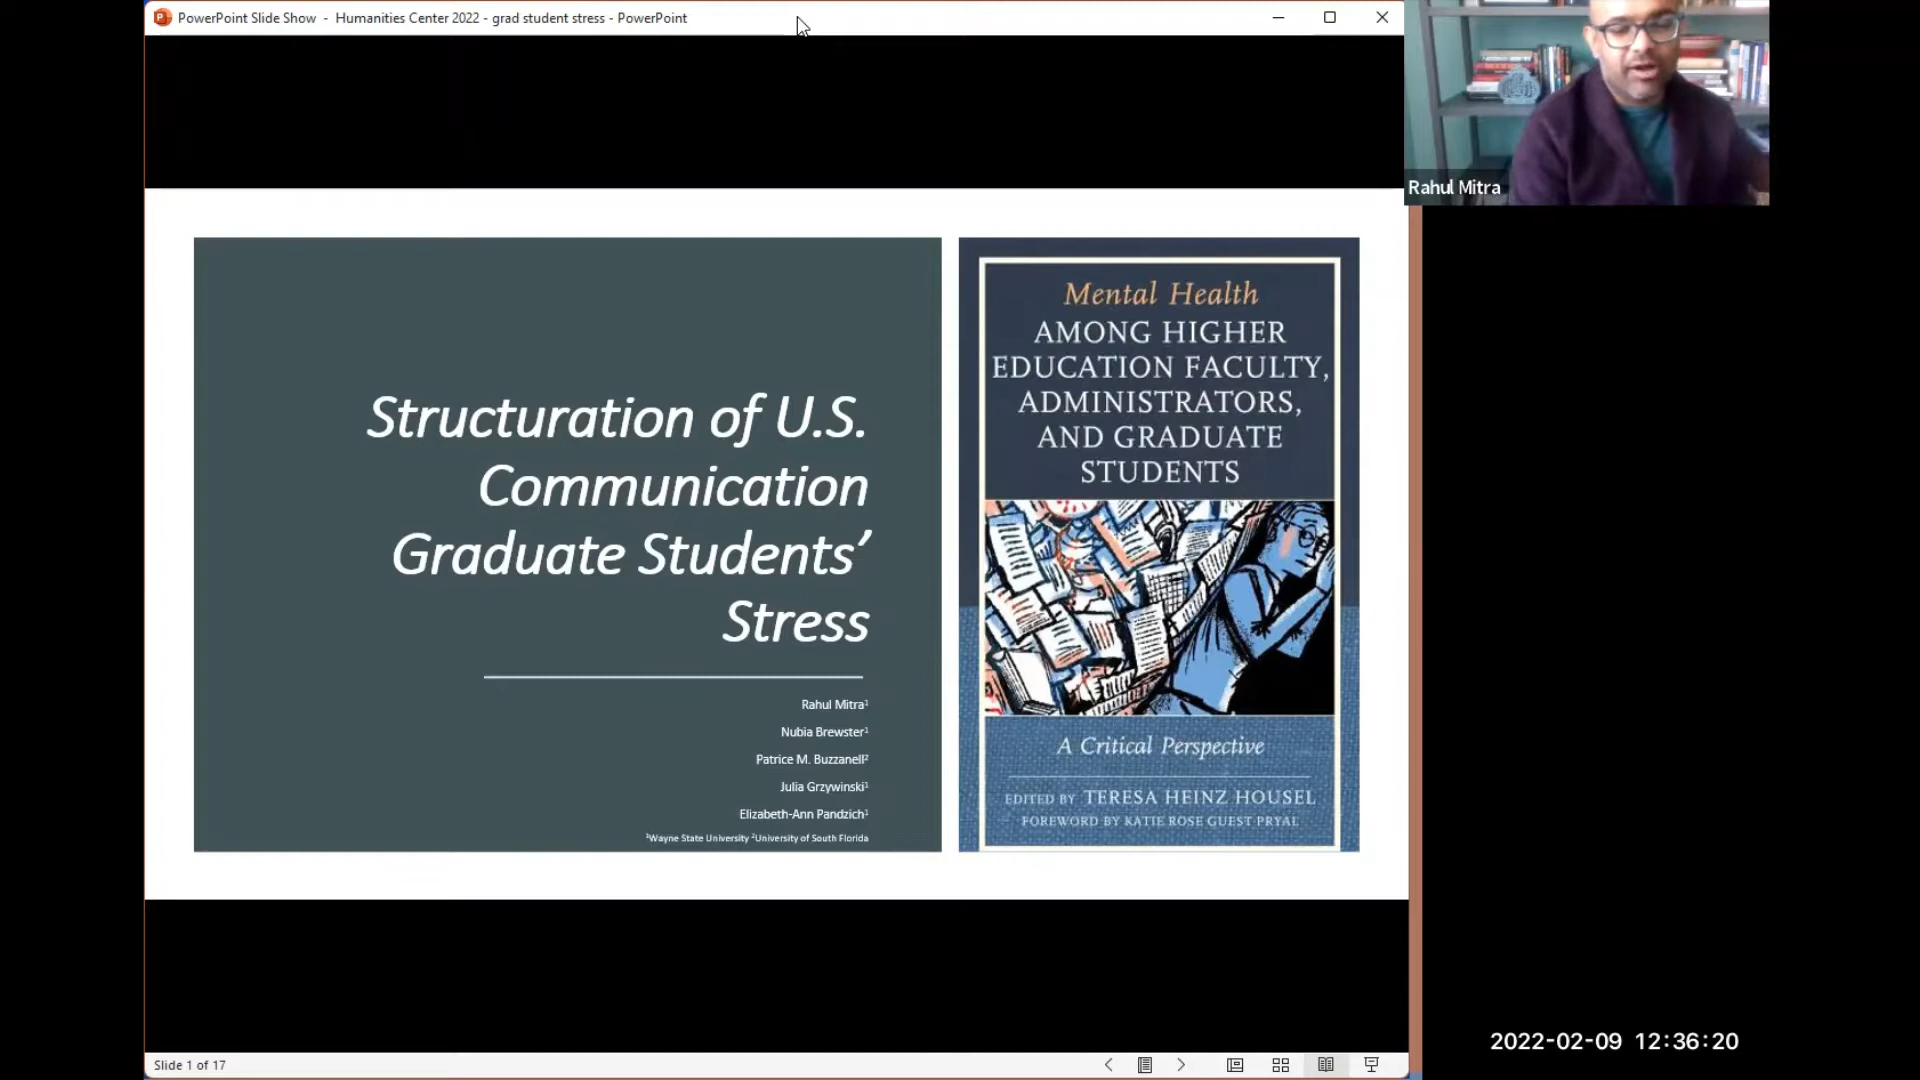 PowerPoint Slide Show - Humanities Center 2022 - grad student stress - PowerPoint
Rahul Mitra
Structuration of U.S.
Communication
Graduate Students’
Stress
Rahul Mitra¹
Nubia Brewster¹
Patrice M. Buzzanell²
Julia Grzywinski¹
Elizabeth-Ann Pandzich¹
¹Wayne State University ²University of South Florida
Mental Health
AMONG HIGHER
EDUCATION FACULTY,
ADMINISTRATORS,
AND GRADUATE
STUDENTS
A Critical Perspective
EDITED BY TERESA HEINZ HOUSEL
FOREWORD BY KATIE ROSE GUEST PRYAL
Slide 1 of 17
2022-02-09 12:36:20